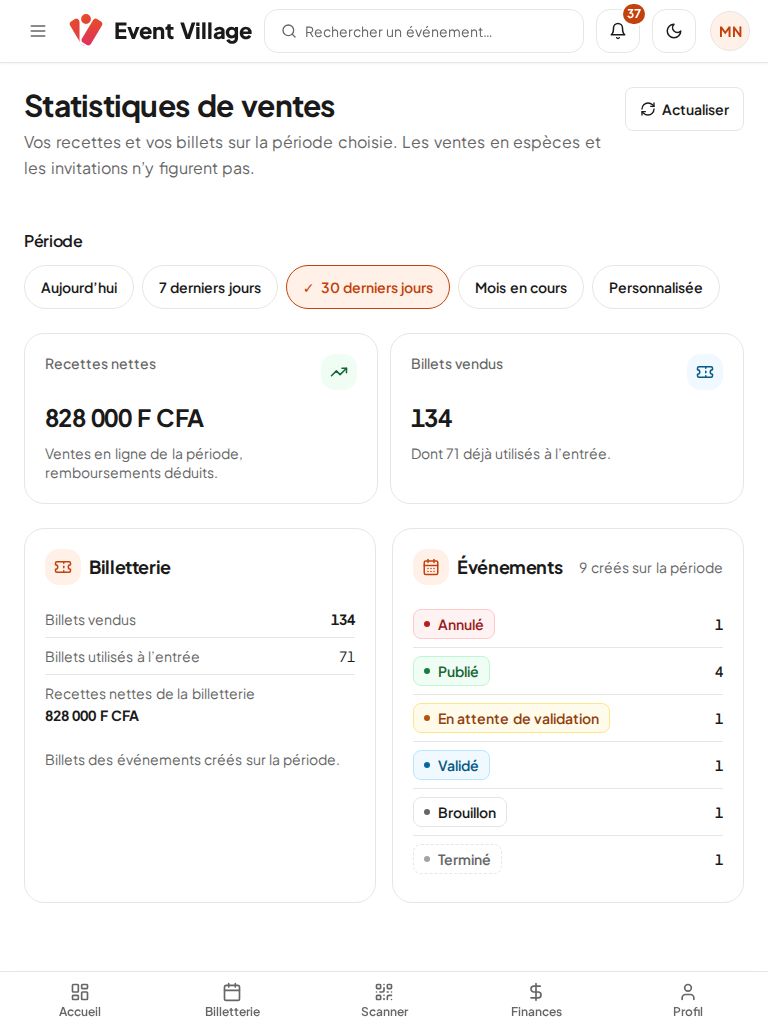 Event Village
Rechercher un événement…
37
MN
Statistiques de ventes
Actualiser
Vos recettes et vos billets sur la période choisie. Les ventes en espèces et
les invitations n’y figurent pas.
Période
Aujourd’hui
7 derniers jours
✓ 30 derniers jours
Mois en cours
Personnalisée
Recettes nettes
828 000 F CFA
Ventes en ligne de la période,
remboursements déduits.
Billets vendus
134
Dont 71 déjà utilisés à l’entrée.
Billetterie
Billets vendus 134
Billets utilisés à l’entrée 71
Recettes nettes de la billetterie
828 000 F CFA
Billets des événements créés sur la période.
Événements 9 créés sur la période
Annulé 1
Publié 4
En attente de validation 1
Validé 1
Brouillon 1
Terminé 1
Accueil
Billetterie
Scanner
Finances
Profil